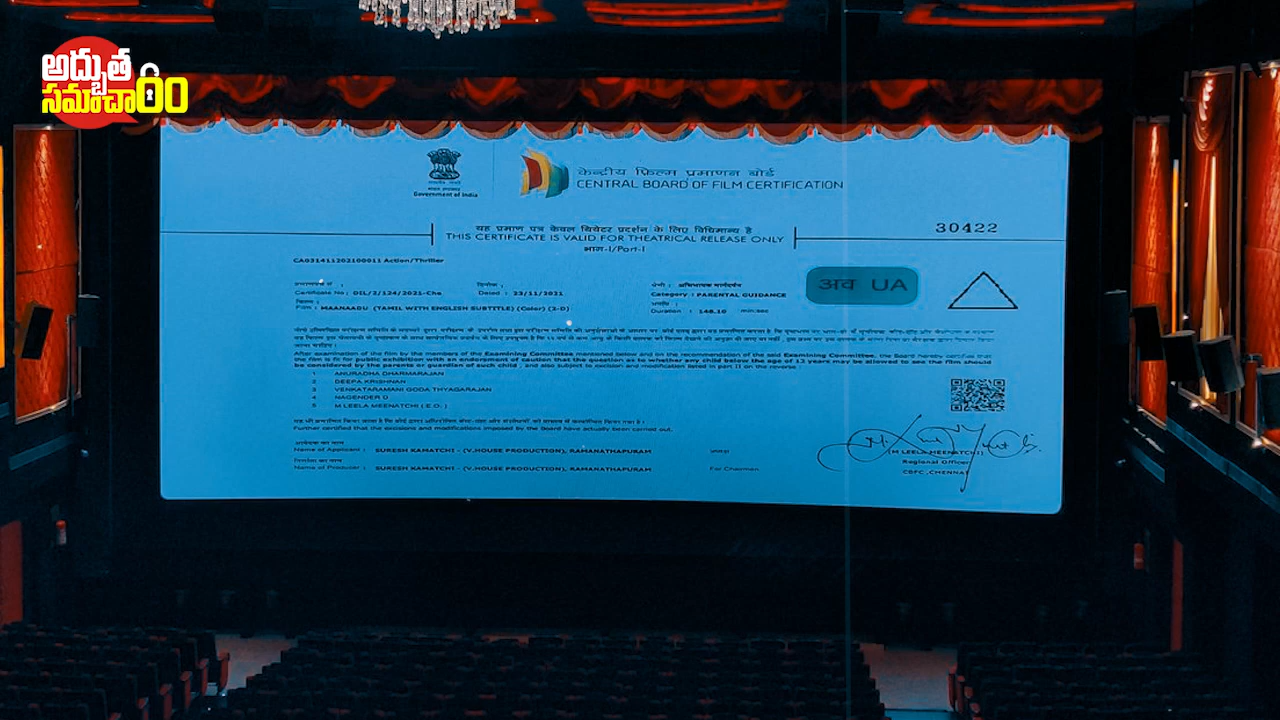 అద్భుత
సమాచారం
केन्द्रीय फिल्म प्रमाणन बोर्ड
CENTRAL BOARD OF FILM CERTIFICATION
Government of India
यह प्रमाण पत्र केवल थियेटर प्रदर्शन के लिए विधिमान्य है
THIS CERTIFICATE IS VALID FOR THEATRICAL RELEASE ONLY
भाग-I/Part-I
30422
CA031411202100011 Action/Thriller
Certificate No : DIL/2/124/2021-Che
दिनांक :
Dated : 23/11/2021
Category : PARENTAL GUIDANCE
अव UA
Film : MAANAADU (TAMIL WITH ENGLISH SUBTITLE) (Color) (2-D)
Duration : 148.10 min:sec
After examination of the film by the members of the Examining Committee mentioned below and on the recommendation of the said Examining Committee, the Board hereby certifies that
the film is fit for public exhibition with an endorsement of caution that the question as to whether any child below the age of 12 years may be allowed to see the film should
be considered by the parents or guardian of such child , and also subject to excision and modification listed in part II on the reverse :
1 ANURADHA DHARMARAJAN
2 DEEPA KRISHNAN
3 VENKATARAMANI GODA THYAGARAJAN
4 NAGENDER D
5 M LEELA MEENATCHI ( E.O. )
Further certified that the excisions and modifications imposed by the Board have actually been carried out.
आवेदक का नाम
Name of Applicant : SURESH KAMATCHI - (V.HOUSE PRODUCTION), RAMANATHAPURAM
Name of Producer : SURESH KAMATCHI - (V.HOUSE PRODUCTION), RAMANATHAPURAM
For Chairman
(M LEELA MEENATCHI)
Regional Officer
CBFC ,CHENNAI